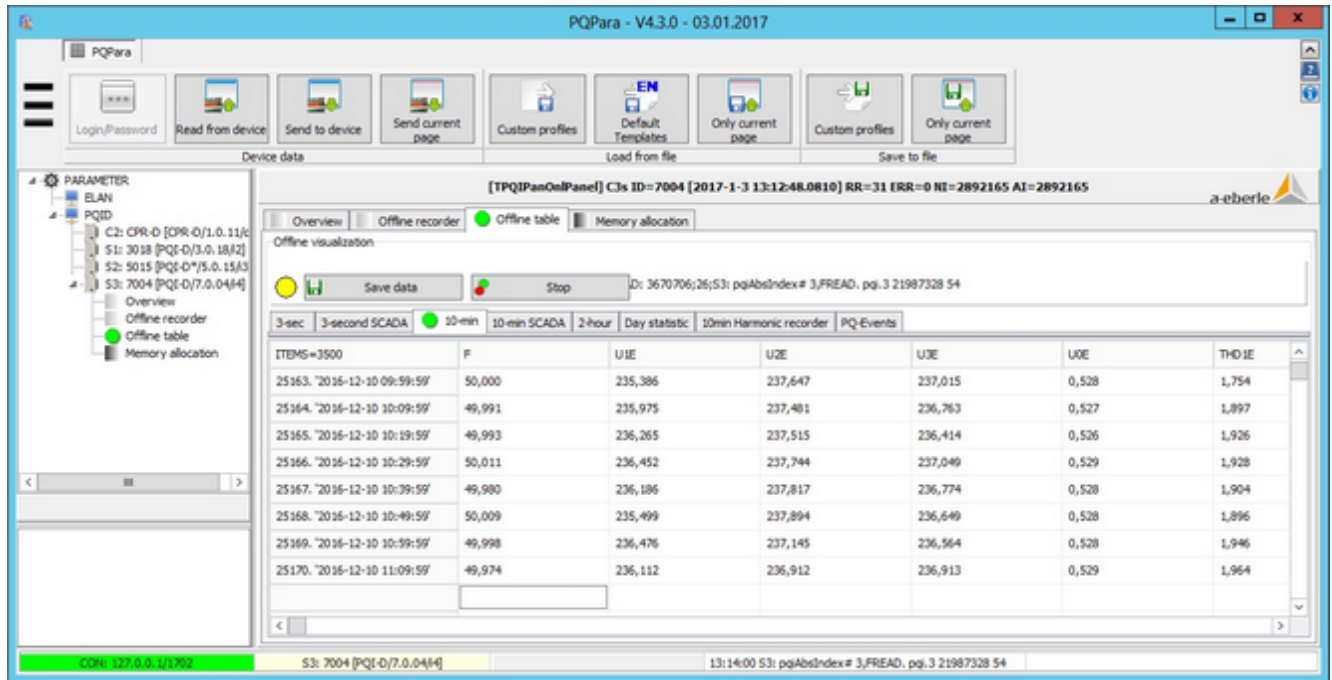 PQPara - V4.3.0 - 03.01.2017
PQPara
Login/Password
Read from device
Send to device
Send current page
Custom profiles
Default Templates
EN
Only current page
Custom profiles
Only current page
Device data
Load from file
Save to file
PARAMETER
ELAN
PQID
C2: CPR-D [CPR-D/1.0.11/c
S1: 3018 [PQI-D/3.0.18/i2]
S2: 5015 [PQI-D*/5.0.15/i3
S3: 7004 [PQI-D/7.0.04/i4]
Overview
Offline recorder
Offline table
Memory allocation
[TPQIPanOnlPanel] C3s ID=7004 [2017-1-3 13:12:48.0810] RR=31 ERR=0 NI=2892165 AI=2892165
a-eberle
Overview Offline recorder Offline table Memory allocation
Offline visualization
Save data Stop D: 3670706;26;S3: pqiAbsIndex# 3,FREAD. pqi.3 21987328 54
3-sec 3-second SCADA 10-min 10-min SCADA 2-hour Day statistic 10min Harmonic recorder PQ-Events
ITEMS=3500 F U1E U2E U3E U0E THD1E
25163. "2016-12-10 09:59:59" 50,000 235,386 237,647 237,015 0,528 1,754
25164. "2016-12-10 10:09:59" 49,991 235,975 237,481 236,763 0,527 1,897
25165. "2016-12-10 10:19:59" 49,993 236,265 237,515 236,414 0,526 1,926
25166. "2016-12-10 10:29:59" 50,011 236,452 237,744 237,049 0,529 1,928
25167. "2016-12-10 10:39:59" 49,980 236,186 237,817 236,774 0,528 1,904
25168. "2016-12-10 10:49:59" 50,009 235,499 237,894 236,649 0,528 1,896
25169. "2016-12-10 10:59:59" 49,998 236,476 237,145 236,564 0,528 1,946
25170. "2016-12-10 11:09:59" 49,974 236,112 236,912 236,913 0,529 1,964
CON: 127.0.0.1/1702 S3: 7004 [PQI-D/7.0.04/i4] 13:14:00 S3: pqiAbsIndex# 3,FREAD. pqi.3 21987328 54